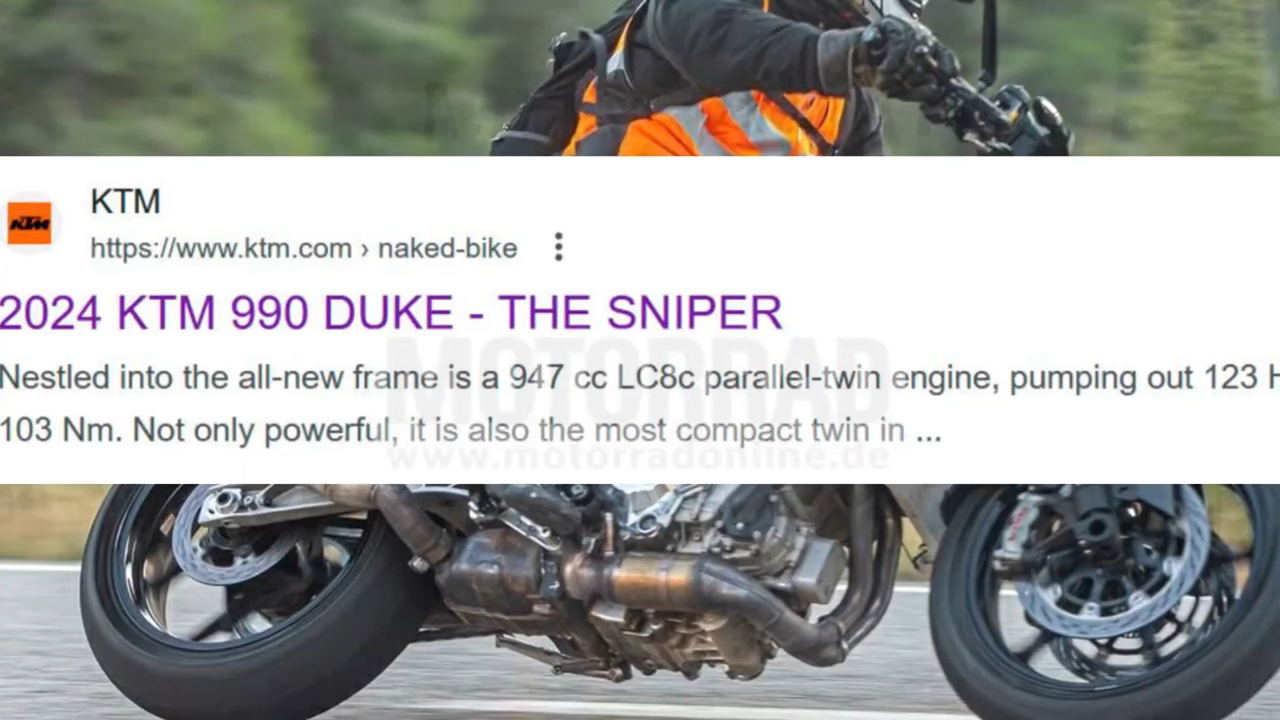 KTM
KTM
https://www.ktm.com › naked-bike
2024 KTM 990 DUKE - THE SNIPER
Nestled into the all-new frame is a 947 cc LC8c parallel-twin engine, pumping out 123 H
103 Nm. Not only powerful, it is also the most compact twin in ...
MOTORRAD
www.motorradonline.de